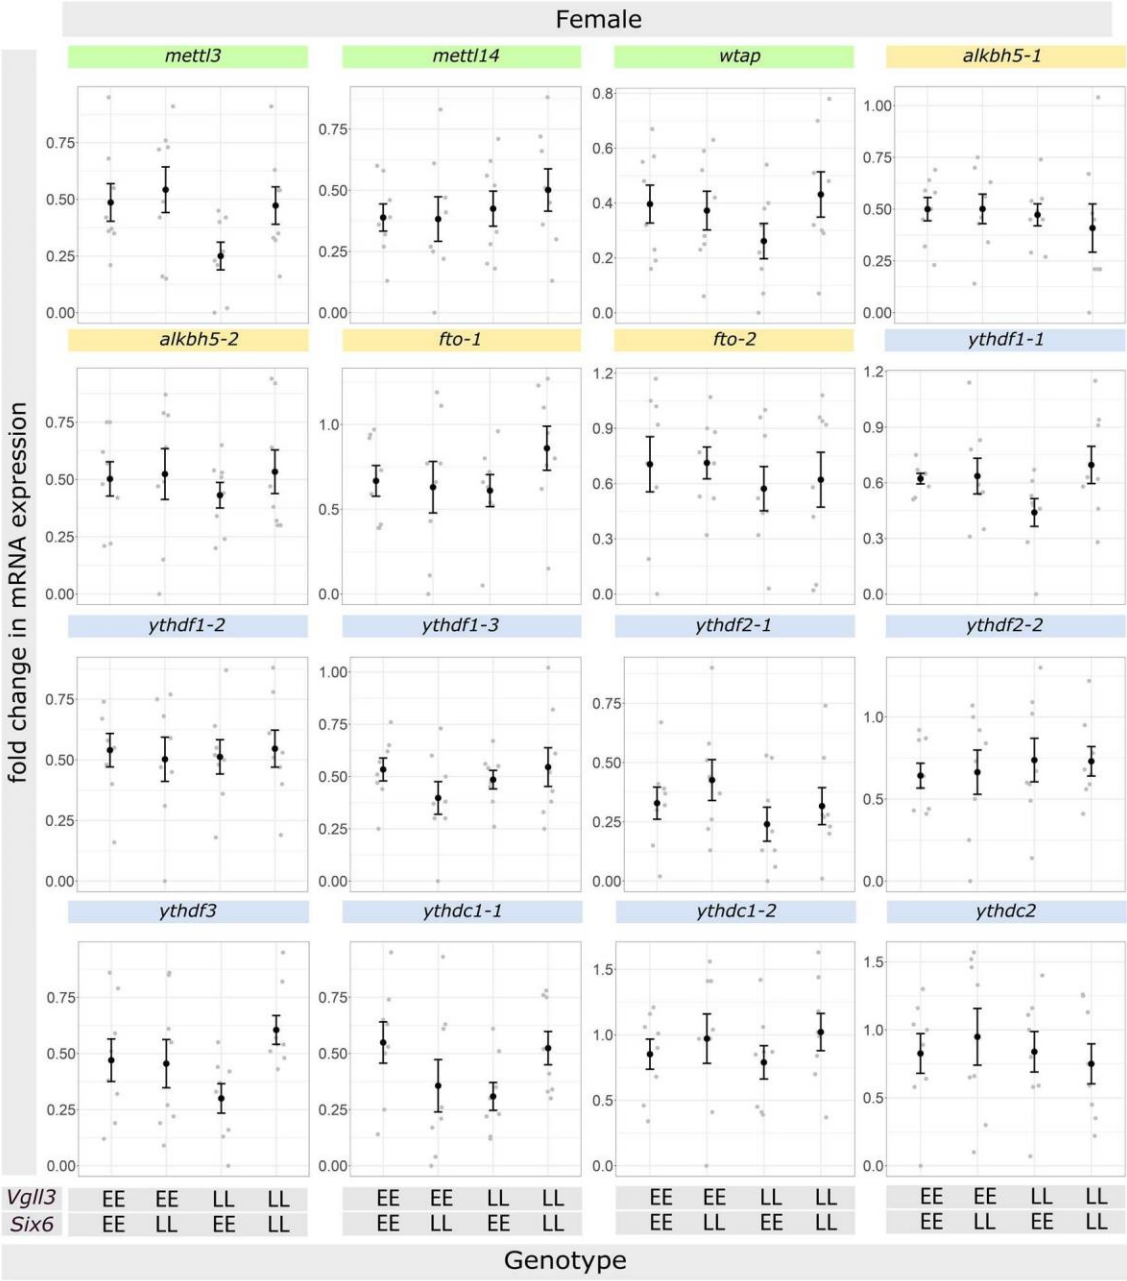 Female
mettl3 mettl14 wtap alkbh5-1
0.75 0.50 0.25 0.00
0.75 0.50 0.25 0.00
0.8 0.6 0.4 0.2 0.0
1.00 0.75 0.50 0.25 0.00
alkbh5-2 fto-1 fto-2 ythdf1-1
0.75 0.50 0.25 0.00
1.0 0.5 0.0
1.2 0.9 0.6 0.3 0.0
1.2 0.9 0.6 0.3 0.0
fold change in mRNA expression
ythdf1-2 ythdf1-3 ythdf2-1 ythdf2-2
0.75 0.50 0.25 0.00
1.00 0.75 0.50 0.25 0.00
0.75 0.50 0.25 0.00
1.0 0.5 0.0
ythdf3 ythdc1-1 ythdc1-2 ythdc2
0.75 0.50 0.25 0.00
0.75 0.50 0.25 0.00
1.5 1.0 0.5 0.0
1.5 1.0 0.5 0.0
Vgll3 EE EE LL LL EE EE LL LL EE EE LL LL EE EE LL LL
Six6 EE LL EE LL EE LL EE LL EE LL EE LL EE LL EE LL
Genotype